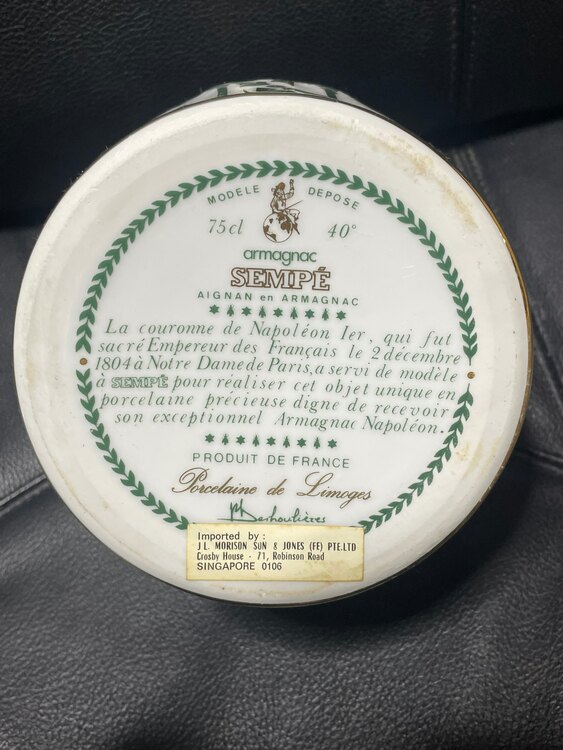 MODELE DEPOSE
75cl 40°
armagnac
SEMPÉ
AIGNAN en ARMAGNAC
La couronne de Napoléon Ier, qui fut
sacré Empereur des Français le 2 décembre
1804 à Notre Dame de Paris, a servi de modèle
à SEMPÉ pour réaliser cet objet unique en
porcelaine précieuse digne de recevoir
son exceptionnel Armagnac Napoléon.
PRODUIT DE FRANCE
Porcelaine de Limoges
Imported by :
J L. MORISON SUN & JONES (FE) PTE.LTD
Crosby House - 71, Robinson Road
SINGAPORE 0106